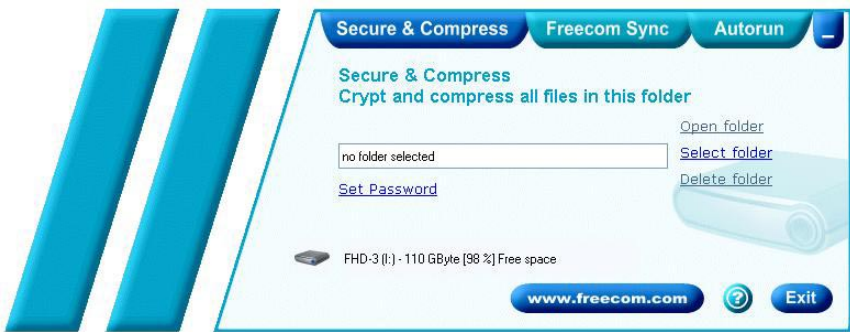 Secure & Compress
Freecom Sync
Autorun
_
Secure & Compress
Crypt and compress all files in this folder
Open folder
no folder selected
Select folder
Set Password
Delete folder
FHD-3 (I:) - 110 GByte [98 %] Free space
www.freecom.com
?
Exit